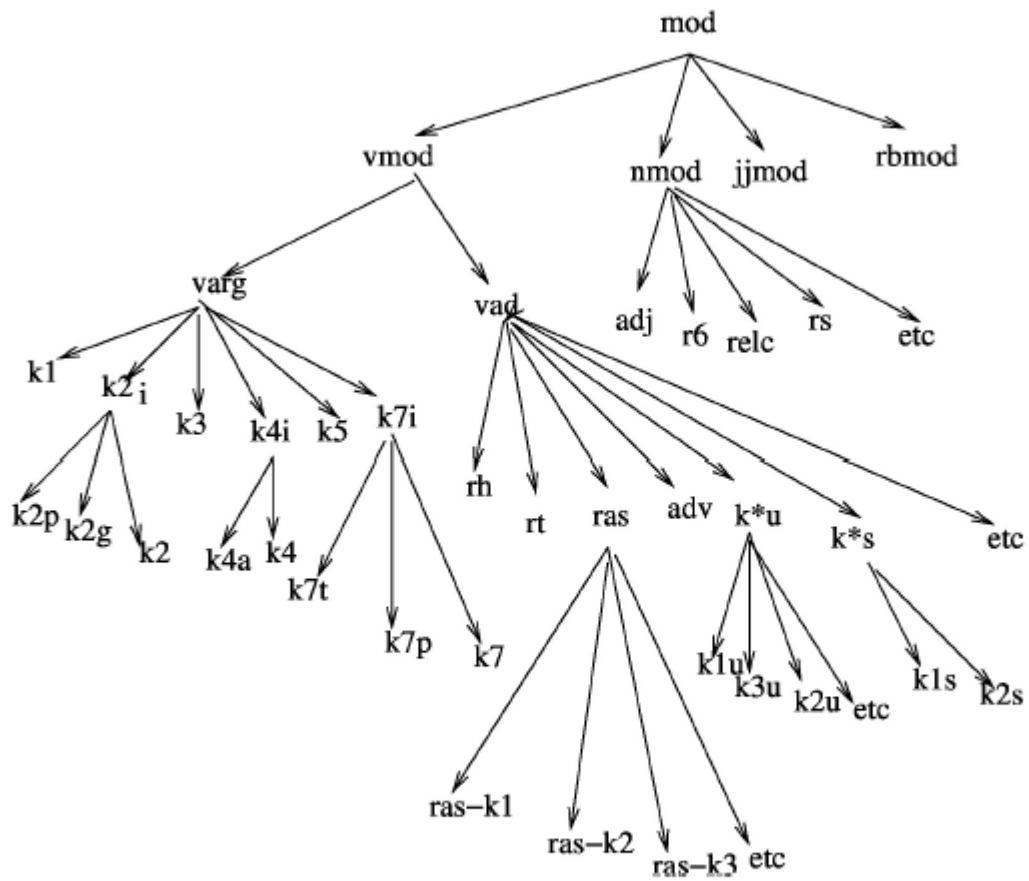 mod
vmod
nmod
jjmod
rbmod
varg
vad
adj
r6
relc
rs
etc
k1
k2 i
k3
k4i
k5
k7i
rh
rt
ras
adv
k*u
k*s
etc
k2p
k2g
k2
k4a
k4
k7t
k7p
k7
k1u
k3u
k2u
etc
k1s
k2s
ras-k1
ras-k2
ras-k3
etc